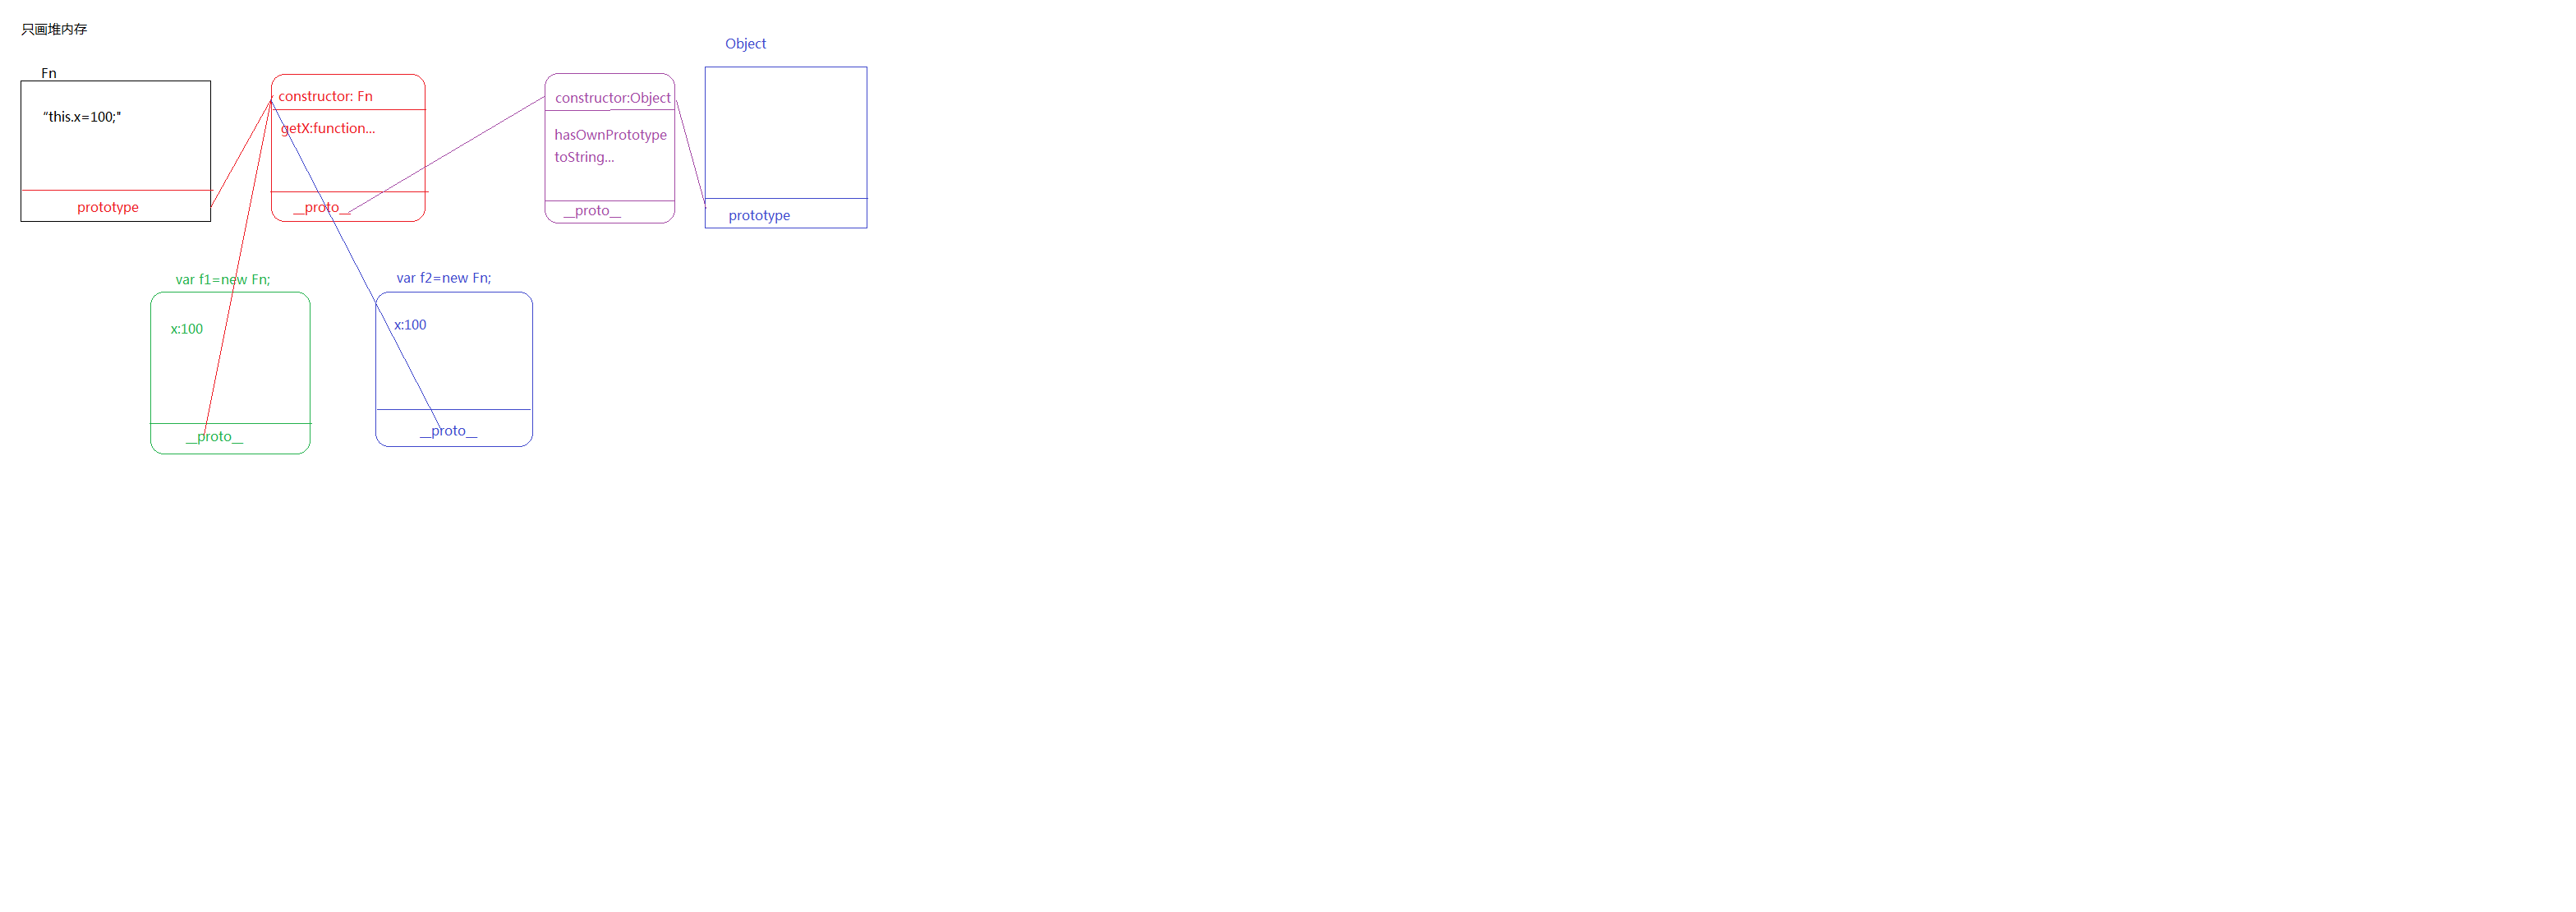 只画堆内存
Object
Fn
"this.x=100;"
prototype
constructor: Fn
getX:function...
__proto__
constructor:Object
hasOwnPrototype
toString...
__proto__
prototype
var f1=new Fn;
x:100
__proto__
var f2=new Fn;
x:100
__proto__